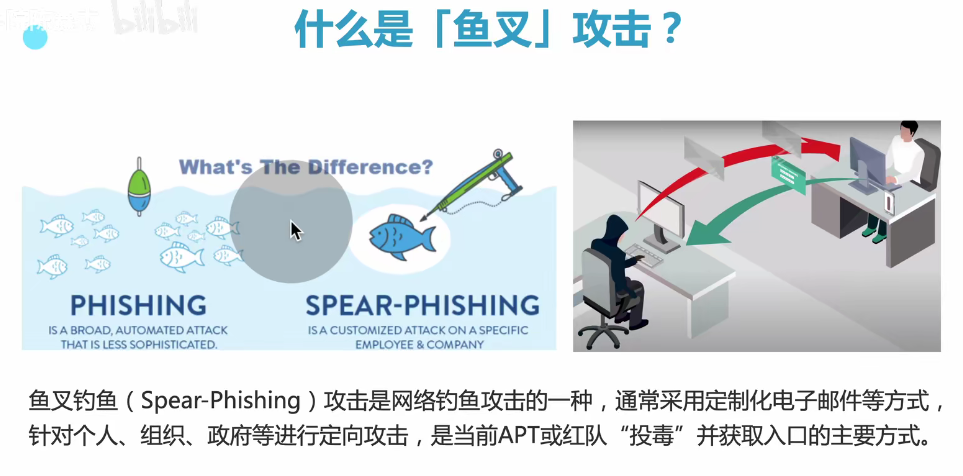 bilibili
什么是「鱼叉」攻击？
What's The Difference?
PHISHING
IS A BROAD, AUTOMATED ATTACK
THAT IS LESS SOPHISTICATED.
SPEAR-PHISHING
IS A CUSTOMIZED ATTACK ON A SPECIFIC
EMPLOYEE & COMPANY
鱼叉钓鱼（Spear-Phishing）攻击是网络钓鱼攻击的一种，通常采用定制化电子邮件等方式，
针对个人、组织、政府等进行定向攻击，是当前APT或红队“投毒”并获取入口的主要方式。